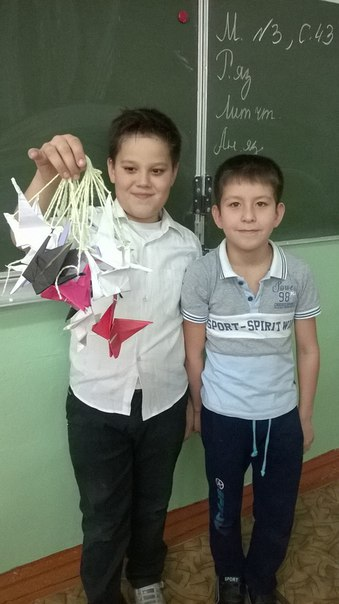 М. №3, с.43
Р.яз
Лит чт.
Ан. яз.
98
SPORT-SPIRIT
SPORT